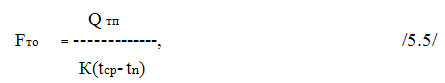 Q тп
Fто = --------------, /5.5/
К(tср- tп)